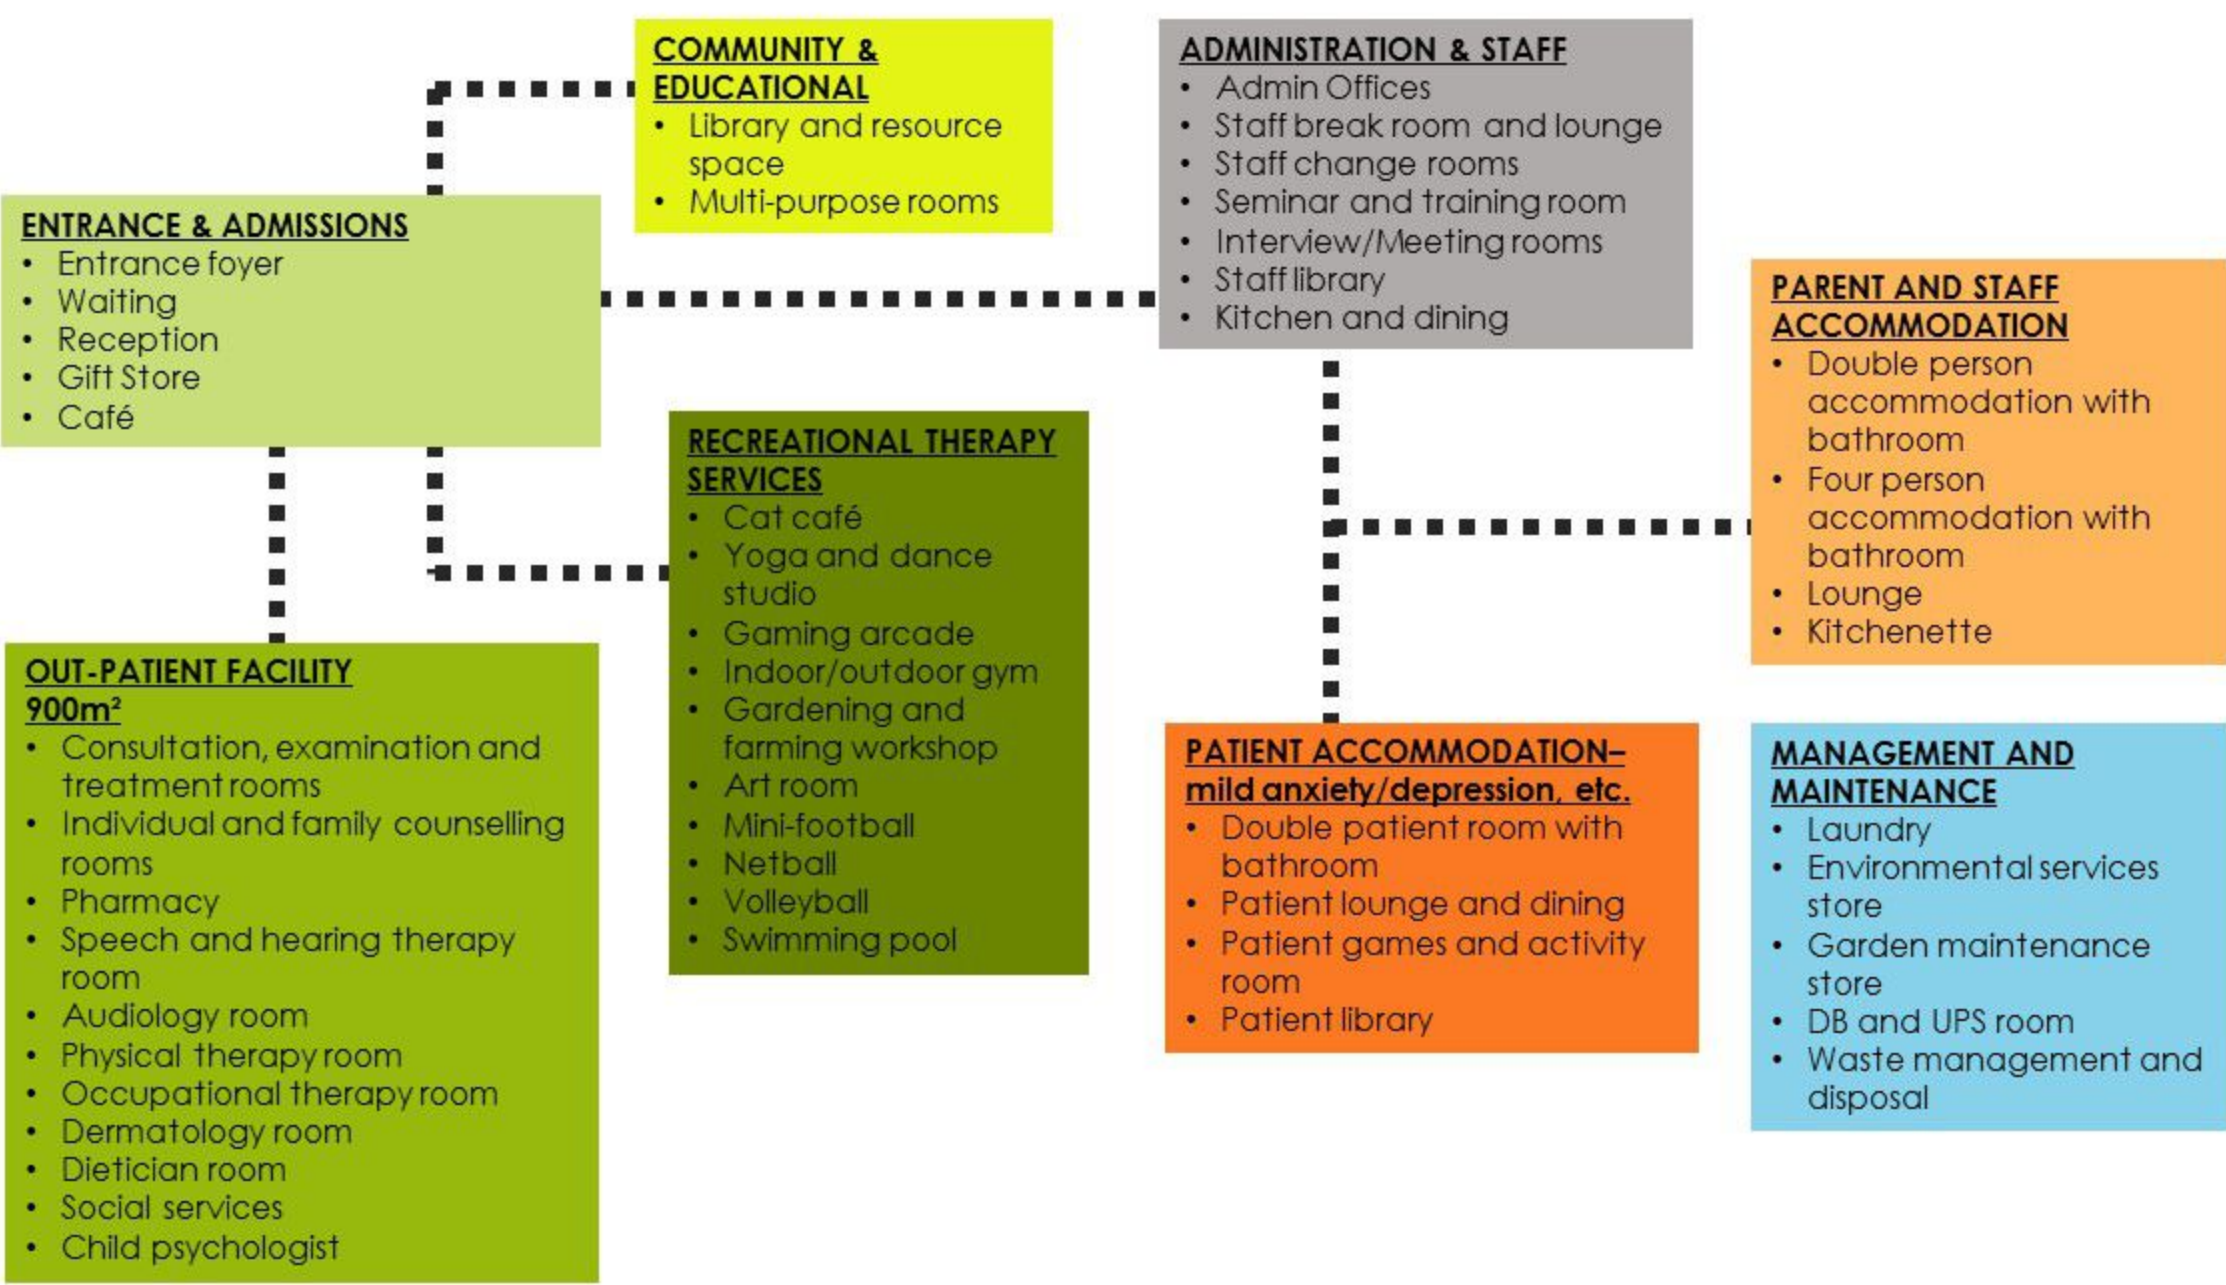 COMMUNITY &
EDUCATIONAL
• Library and resource
space
• Multi-purpose rooms
ADMINISTRATION & STAFF
• Admin Offices
• Staff break room and lounge
• Staff change rooms
• Seminar and training room
• Interview/Meeting rooms
• Staff library
• Kitchen and dining
ENTRANCE & ADMISSIONS
• Entrance foyer
• Waiting
• Reception
• Gift Store
• Café
PARENT AND STAFF
ACCOMMODATION
• Double person
accommodation with
bathroom
• Four person
accommodation with
bathroom
• Lounge
• Kitchenette
RECREATIONAL THERAPY
SERVICES
• Cat café
• Yoga and dance
studio
• Gaming arcade
• Indoor/outdoor gym
• Gardening and
farming workshop
• Art room
• Mini-football
• Netball
• Volleyball
• Swimming pool
OUT-PATIENT FACILITY
900m²
• Consultation, examination and
treatment rooms
• Individual and family counselling
rooms
• Pharmacy
• Speech and hearing therapy
room
• Audiology room
• Physical therapy room
• Occupational therapy room
• Dermatology room
• Dietician room
• Social services
• Child psychologist
PATIENT ACCOMMODATION–
mild anxiety/depression, etc.
• Double patient room with
bathroom
• Patient lounge and dining
• Patient games and activity
room
• Patient library
MANAGEMENT AND
MAINTENANCE
• Laundry
• Environmental services
store
• Garden maintenance
store
• DB and UPS room
• Waste management and
disposal